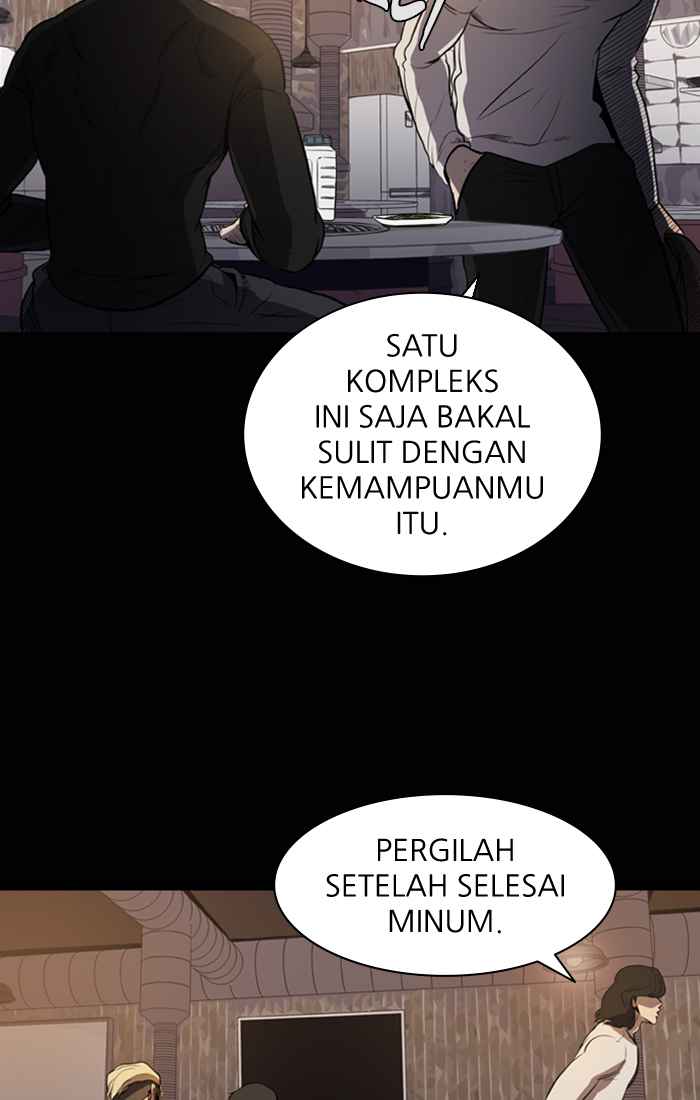 SATU
KOMPLEKS
INI SAJA BAKAL
SULIT DENGAN
KEMAMPUANMU
ITU.
PERGILAH
SETELAH SELESAI
MINUM.